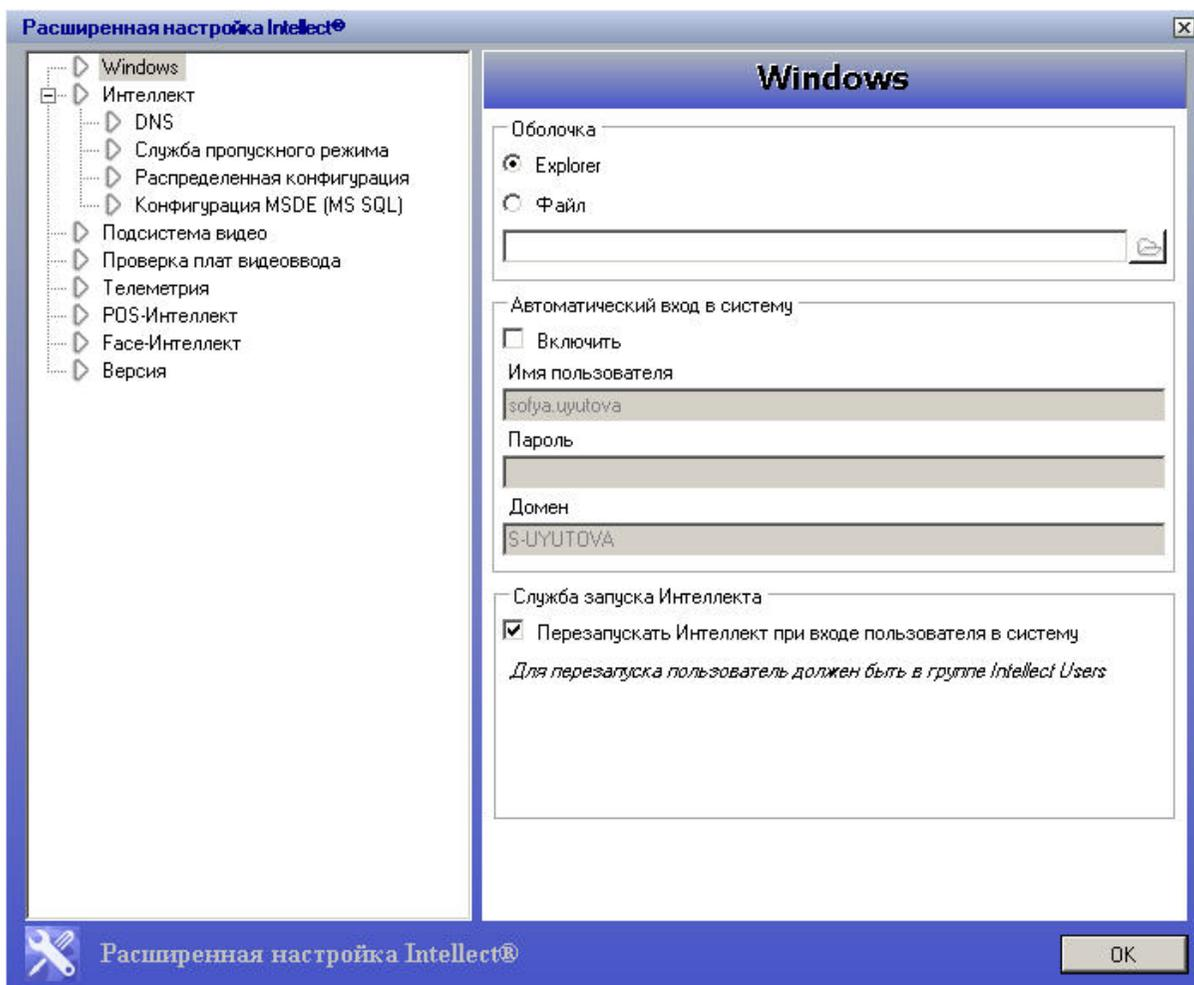 Расширенная настройка Intellect®
Windows
Интеллект
DNS
Служба пропускного режима
Распределенная конфигурация
Конфигурация MSDE (MS SQL)
Подсистема видео
Проверка плат видеоввода
Телеметрия
POS-Интеллект
Face-Интеллект
Версия
Windows
Оболочка
Explorer
Файл
Автоматический вход в систему
Включить
Имя пользователя
sofya.uyutova
Пароль
Домен
S-UYUTOVA
Служба запуска Интеллекта
Перезапускать Интеллект при входе пользователя в систему
Для перезапуска пользователь должен быть в группе Intellect Users
Расширенная настройка Intellect®
OK